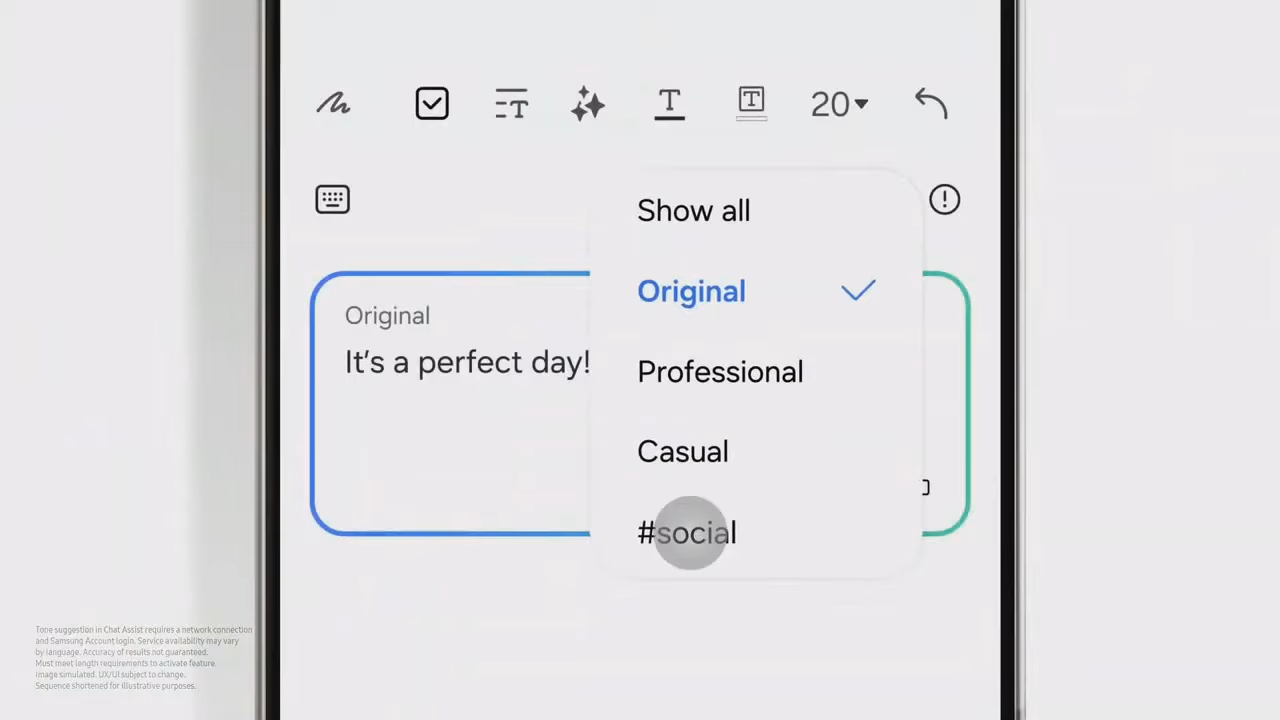 20
Show all
Original
Professional
Casual
#social
Original
It's a perfect day!
Tone suggestion in Chat Assist requires a network connection
and Samsung Account login. Service availability may vary
by language. Accuracy of results not guaranteed.
Must meet length requirements to activate feature.
Image simulated. UX/UI subject to change.
Sequence shortened for illustrative purposes.